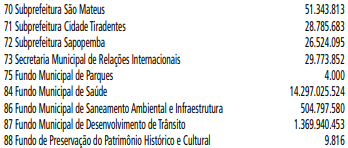 70 Subprefeitura São Mateus 51.343.813
71 Subprefeitura Cidade Tiradentes 28.785.683
72 Subprefeitura Sapopemba 26.524.095
73 Secretaria Municipal de Relações Internacionais 29.773.852
75 Fundo Municipal de Parques 4.000
84 Fundo Municipal de Saúde 14.297.025.524
86 Fundo Municipal de Saneamento Ambiental e Infraestrutura 504.797.580
87 Fundo Municipal de Desenvolvimento de Trânsito 1.369.940.453
88 Fundo de Preservação do Patrimônio Histórico e Cultural 9.816